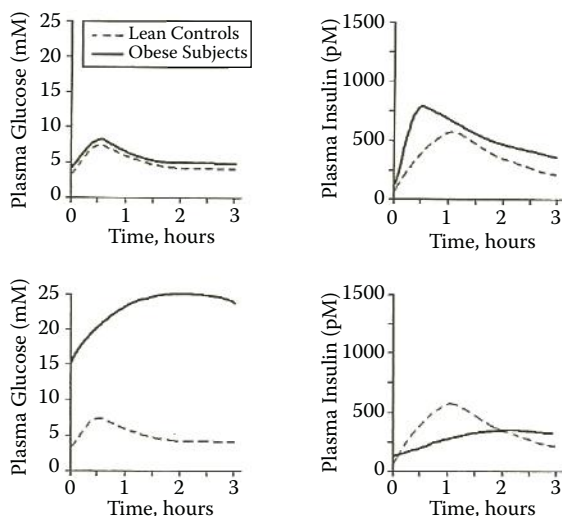 Plasma Glucose (mM)
25
20
15
10
5
0
0 1 2 3
Time, hours
Lean Controls
Obese Subjects
Plasma Insulin (pM)
1500
1000
500
0
0 1 2 3
Time, hours
Plasma Glucose (mM)
25
20
15
10
5
0
0 1 2 3
Time, hours
Plasma Insulin (pM)
1500
1000
500
0
0 1 2 3
Time, hours